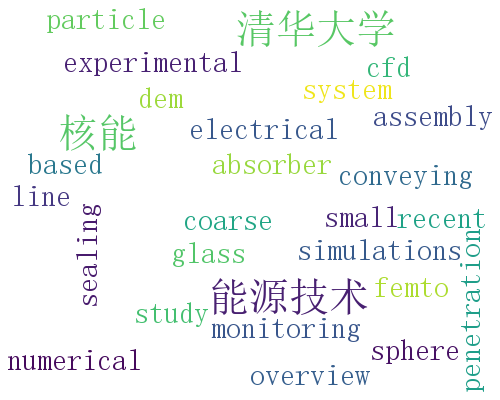 particle
清华大学
experimental
cfd
system
dem
assembly
核能
electrical
based
absorber
conveying
line
sealing
coarse
small
recent
glass
simulations
penetration
能源技术
femto
study
monitoring
numerical
sphere
overview